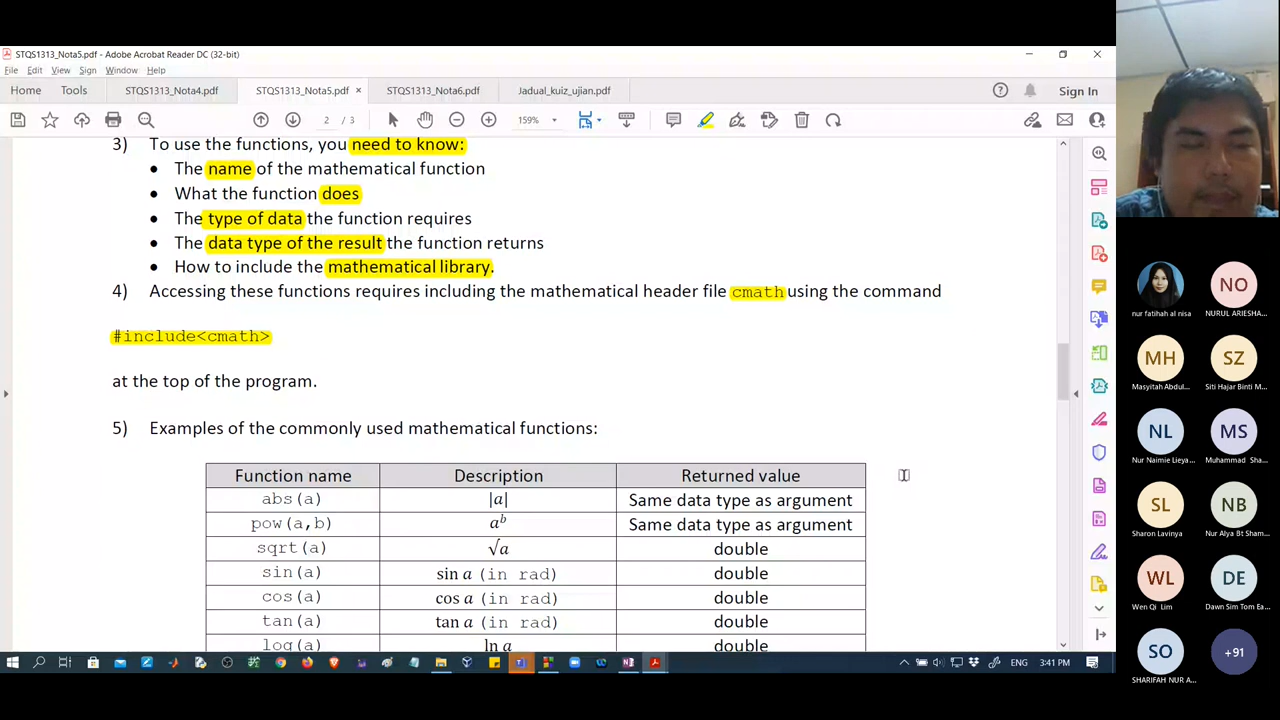 STQS1313_Nota5.pdf - Adobe Acrobat Reader DC (32-bit)
File Edit View Sign Window Help
Home Tools STQS1313_Nota4.pdf STQS1313_Nota5.pdf × STQS1313_Nota6.pdf Jadual_kuiz_ujian.pdf Sign In
2 / 3 159%
3) To use the functions, you need to know:
• The name of the mathematical function
• What the function does
• The type of data the function requires
• The data type of the result the function returns
• How to include the mathematical library.
4) Accessing these functions requires including the mathematical header file cmath using the command
#include<cmath>
at the top of the program.
5) Examples of the commonly used mathematical functions:
Function name Description Returned value
abs(a) |a| Same data type as argument
pow(a,b) aᵇ Same data type as argument
sqrt(a) √a double
sin(a) sin a (in rad) double
cos(a) cos a (in rad) double
tan(a) tan a (in rad) double
log(a) ln a double
ENG 3:41 PM
nur fatihah al nisa
NO
NURUL ARIESHA...
MH
Masyitah Abdul...
SZ
Siti Hajar Binti M...
NL
Nur Naimie Lieya...
MS
Muhammad Sha...
SL
Sharon Lavinya
NB
Nur Alya Bt Sham...
WL
Wen Qi Lim
DE
Dawn Sim Tom Ea...
SO
SHARIFAH NUR A...
+91